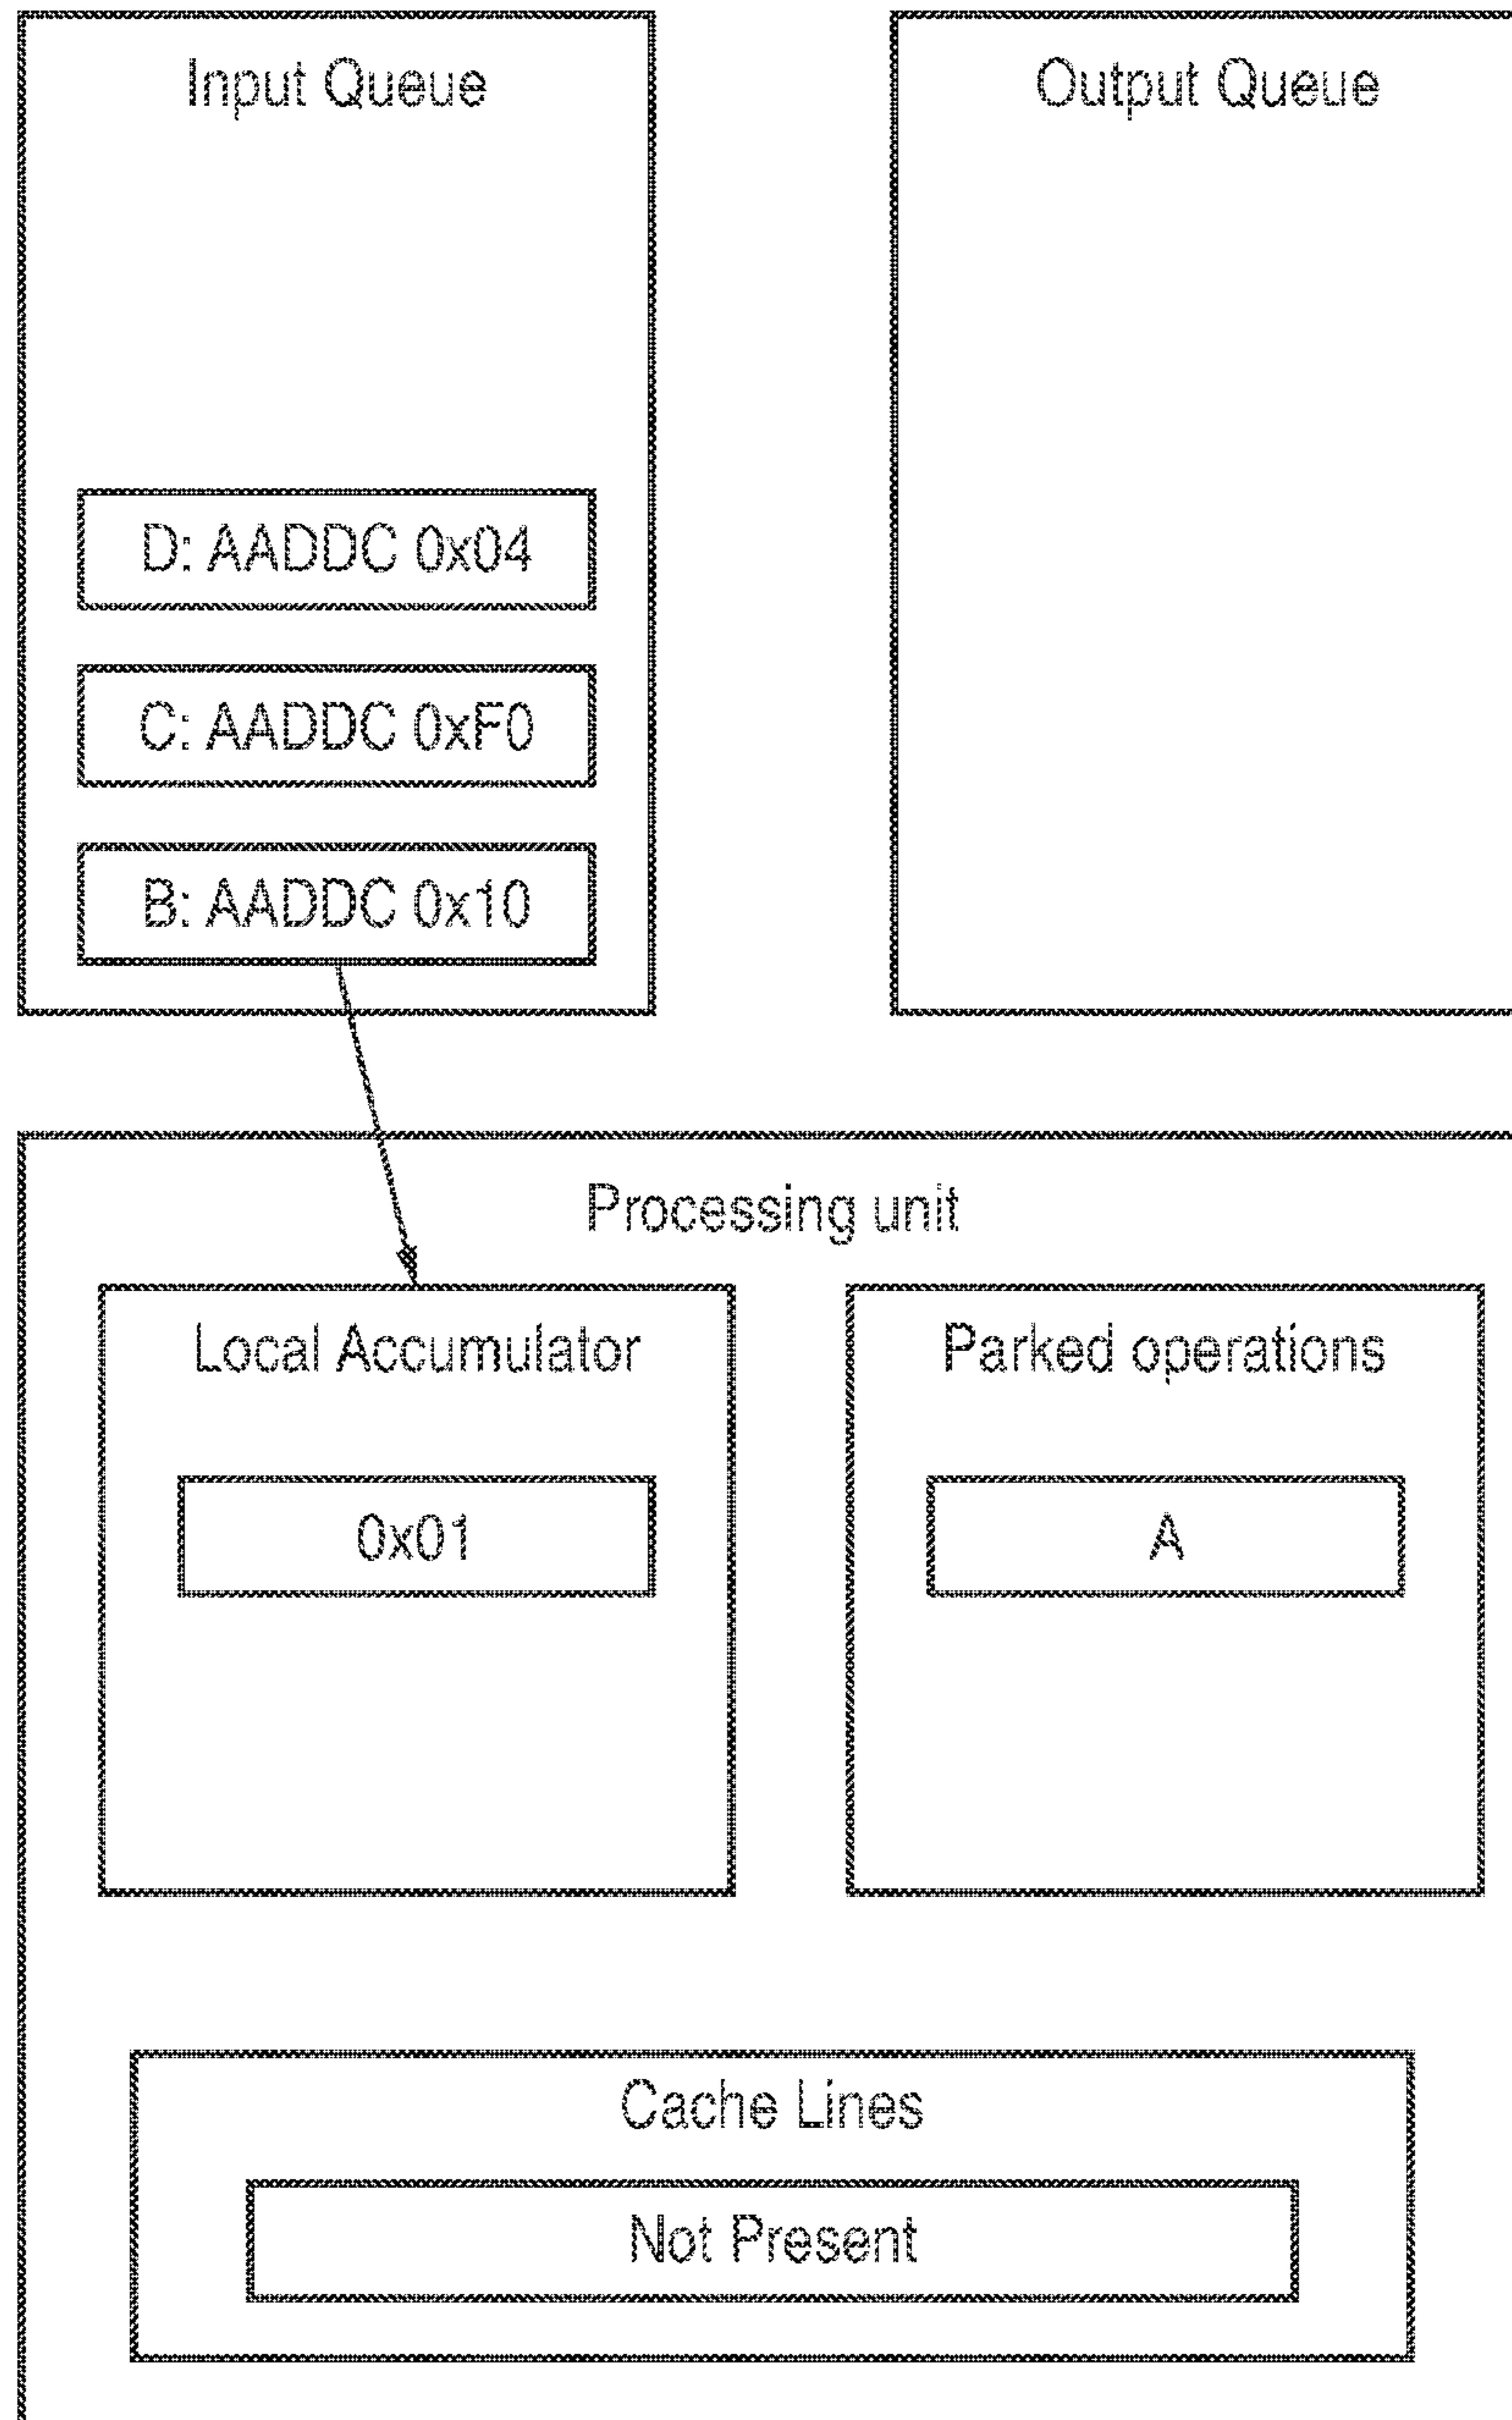 Input Queue
Output Queue
D: AADDC 0x04
C: AADDC 0xF0
B: AADDC 0x10
Processing unit
Local Accumulator
Parked operations
0x01
A
Cache Lines
Not Present